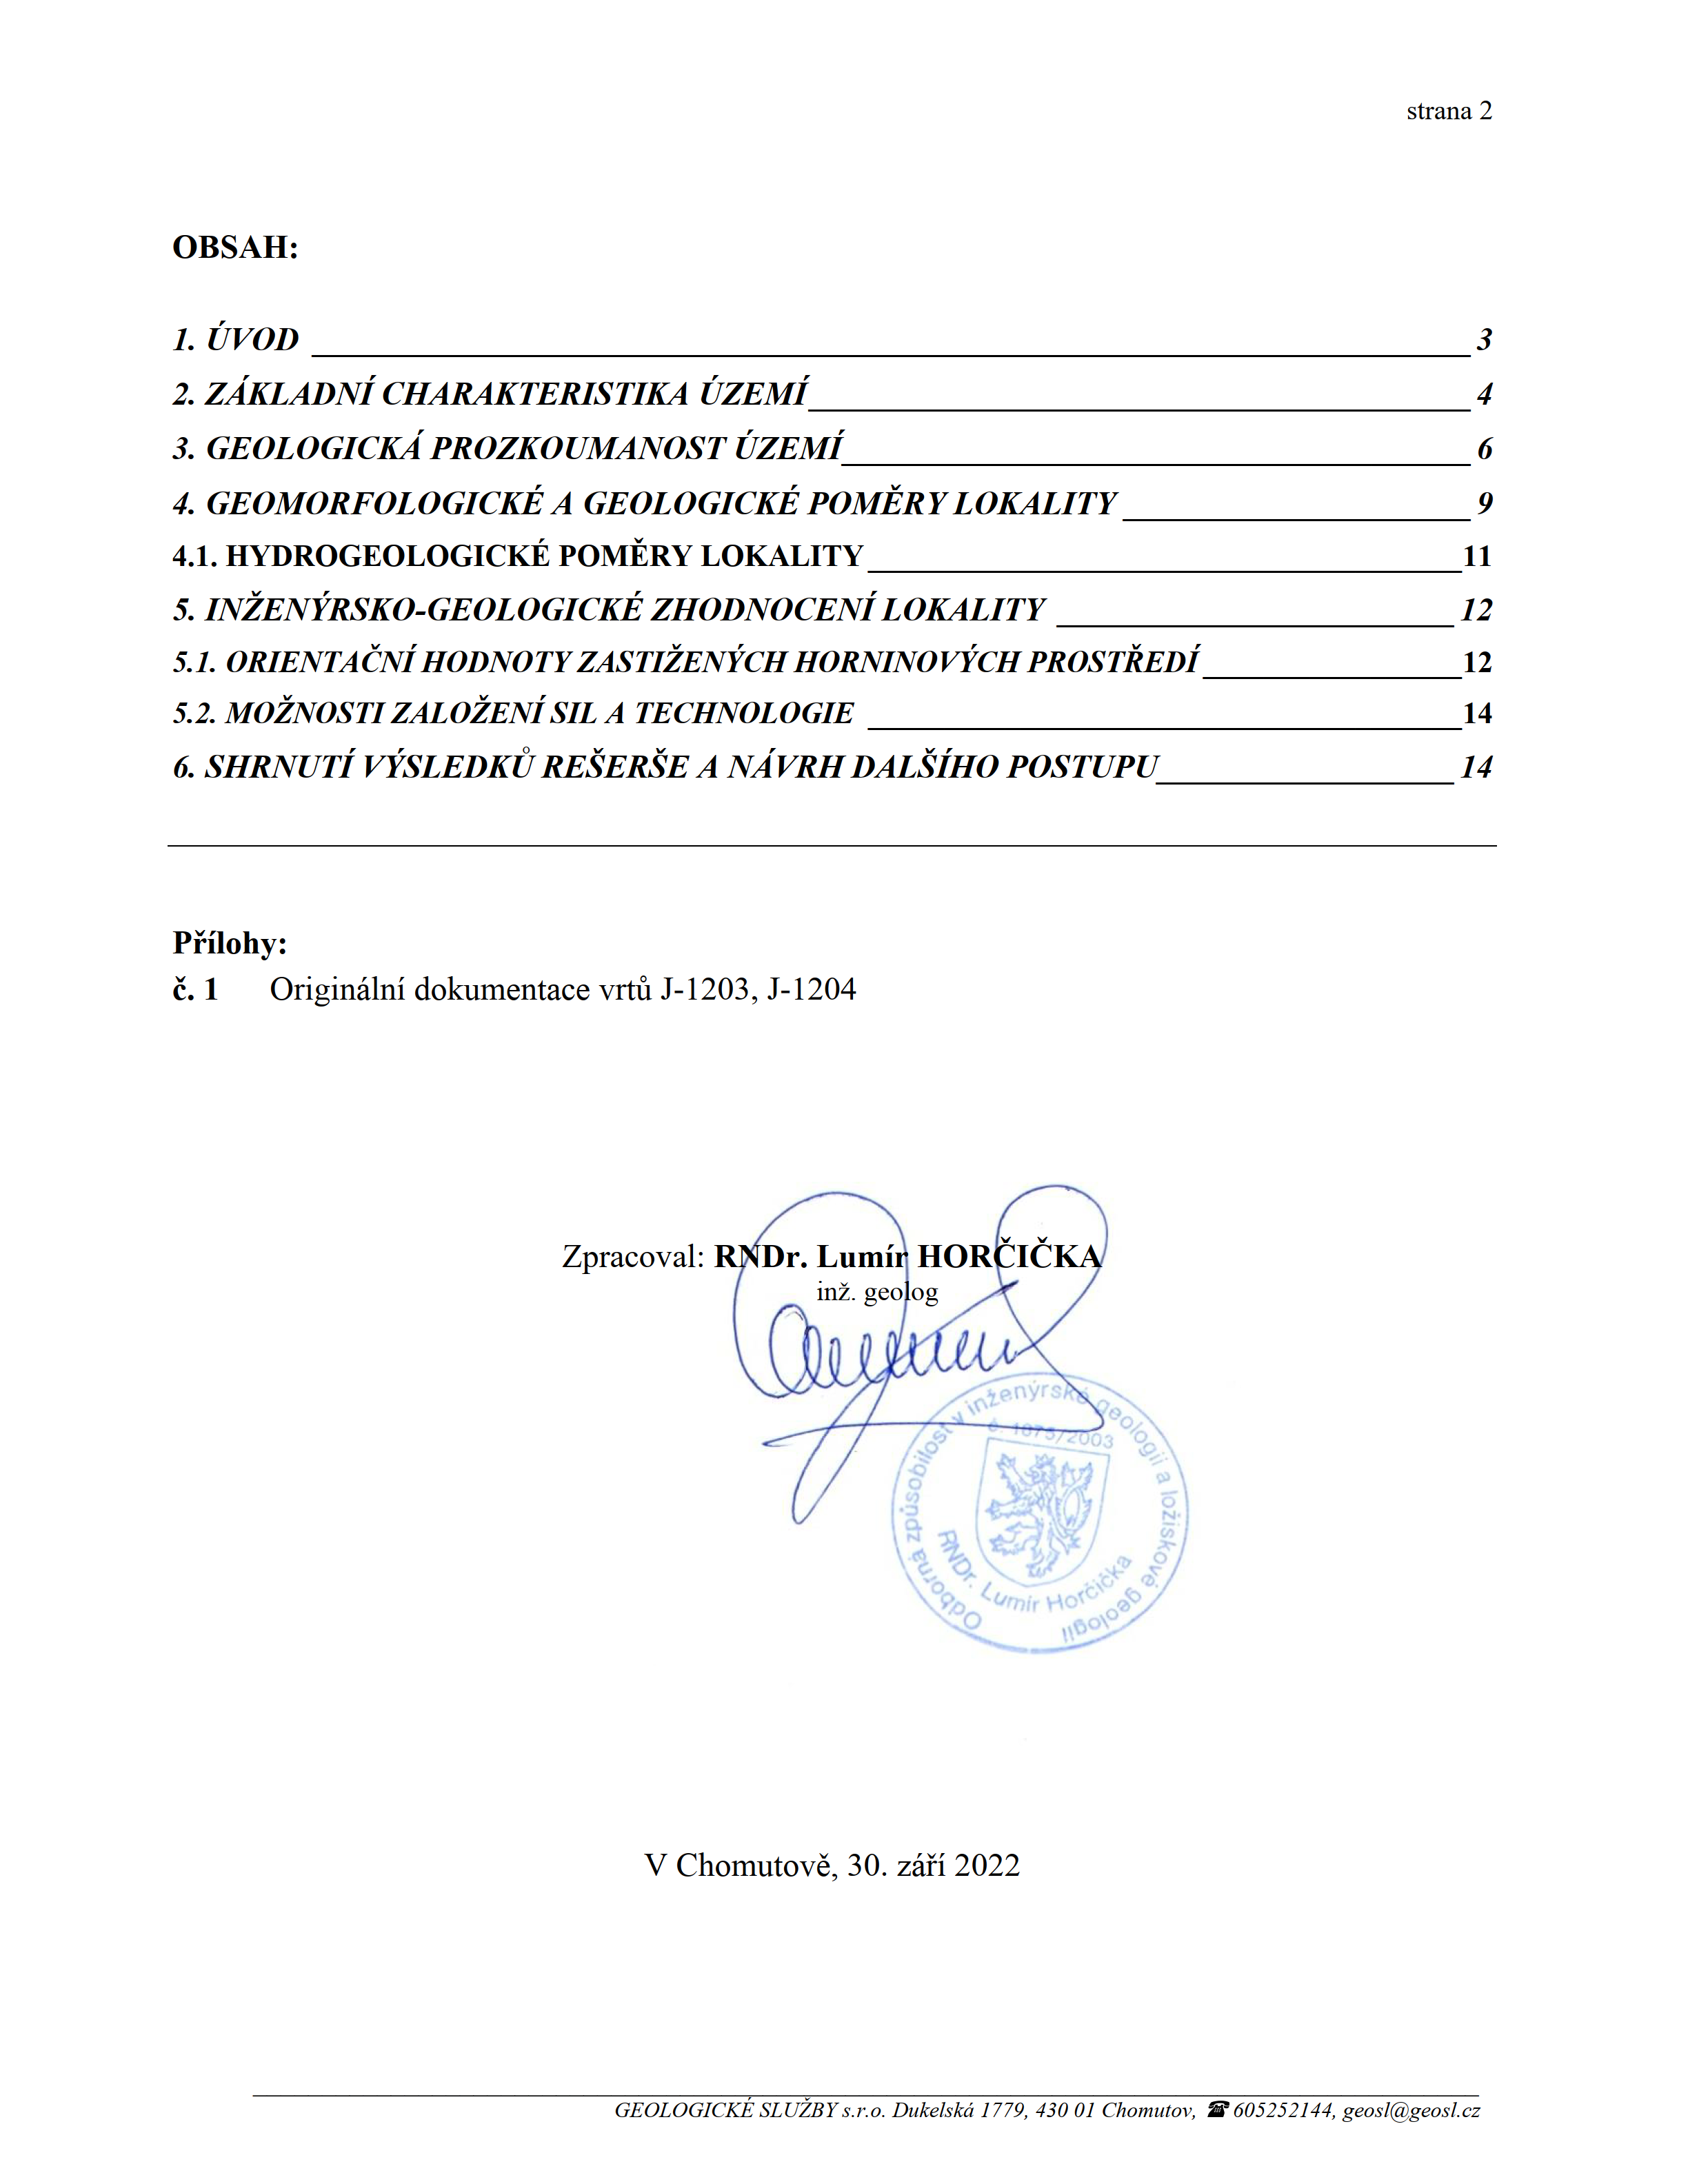 strana 2
OBSAH:
1. ÚVOD 3
2. ZÁKLADNÍ CHARAKTERISTIKA ÚZEMÍ 4
3. GEOLOGICKÁ PROZKOUMANOST ÚZEMÍ 6
4. GEOMORFOLOGICKÉ A GEOLOGICKÉ POMĚRY LOKALITY 9
4.1. HYDROGEOLOGICKÉ POMĚRY LOKALITY 11
5. INŽENÝRSKO-GEOLOGICKÉ ZHODNOCENÍ LOKALITY 12
5.1. ORIENTAČNÍ HODNOTY ZASTIŽENÝCH HORNINOVÝCH PROSTŘEDÍ 12
5.2. MOŽNOSTI ZALOŽENÍ SIL A TECHNOLOGIE 14
6. SHRNUTÍ VÝSLEDKŮ REŠERŠE A NÁVRH DALŠÍHO POSTUPU 14
Přílohy:
č. 1 Originální dokumentace vrtů J-1203, J-1204
Zpracoval: RNDr. Lumír HORČIČKA
inž. geolog
Odborná způsobilost v inženýrské geologii a ložiskové geologii
č. 1675/2003
RNDr. Lumír Horčička
V Chomutově, 30. září 2022
GEOLOGICKÉ SLUŽBY s.r.o. Dukelská 1779, 430 01 Chomutov, ☎ 605252144, geosl@geosl.cz